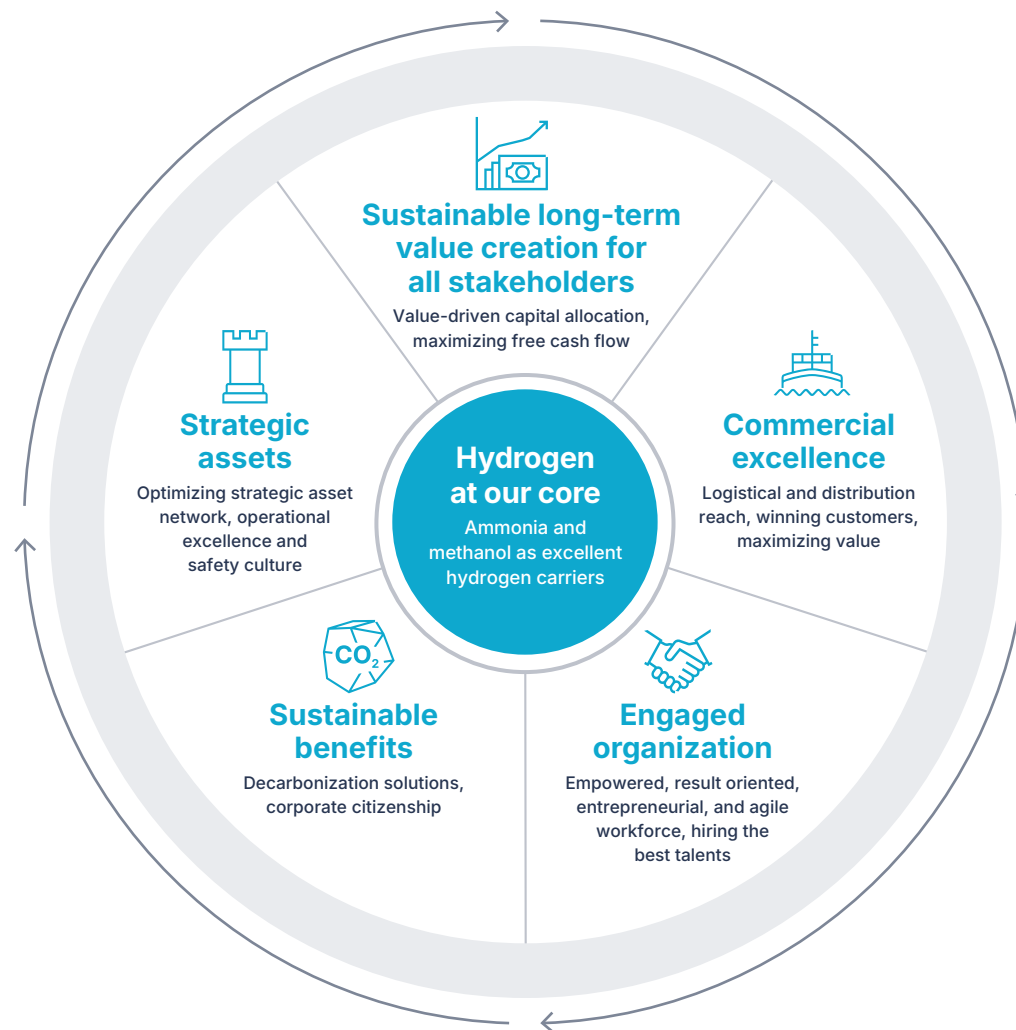 Sustainable long-term
value creation for
all stakeholders
Value-driven capital allocation,
maximizing free cash flow
Strategic
assets
Optimizing strategic asset
network, operational
excellence and
safety culture
Hydrogen
at our core
Ammonia and
methanol as excellent
hydrogen carriers
Commercial
excellence
Logistical and distribution
reach, winning customers,
maximizing value
CO₂
Sustainable
benefits
Decarbonization solutions,
corporate citizenship
Engaged
organization
Empowered, result oriented,
entrepreneurial, and agile
workforce, hiring the
best talents